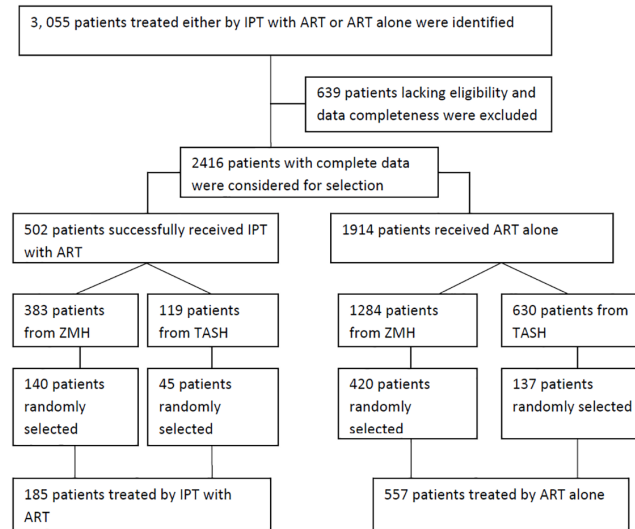 3, 055 patients treated either by IPT with ART or ART alone were identified
639 patients lacking eligibility and
data completeness were excluded
2416 patients with complete data
were considered for selection
502 patients successfully received IPT
with ART
1914 patients received ART alone
383 patients
from ZMH
119 patients
from TASH
1284 patients
from ZMH
630 patients from
TASH
140 patients
randomly
selected
45 patients
randomly
selected
420 patients
randomly
selected
137 patients
randomly selected
185 patients treated by IPT with
ART
557 patients treated by ART alone